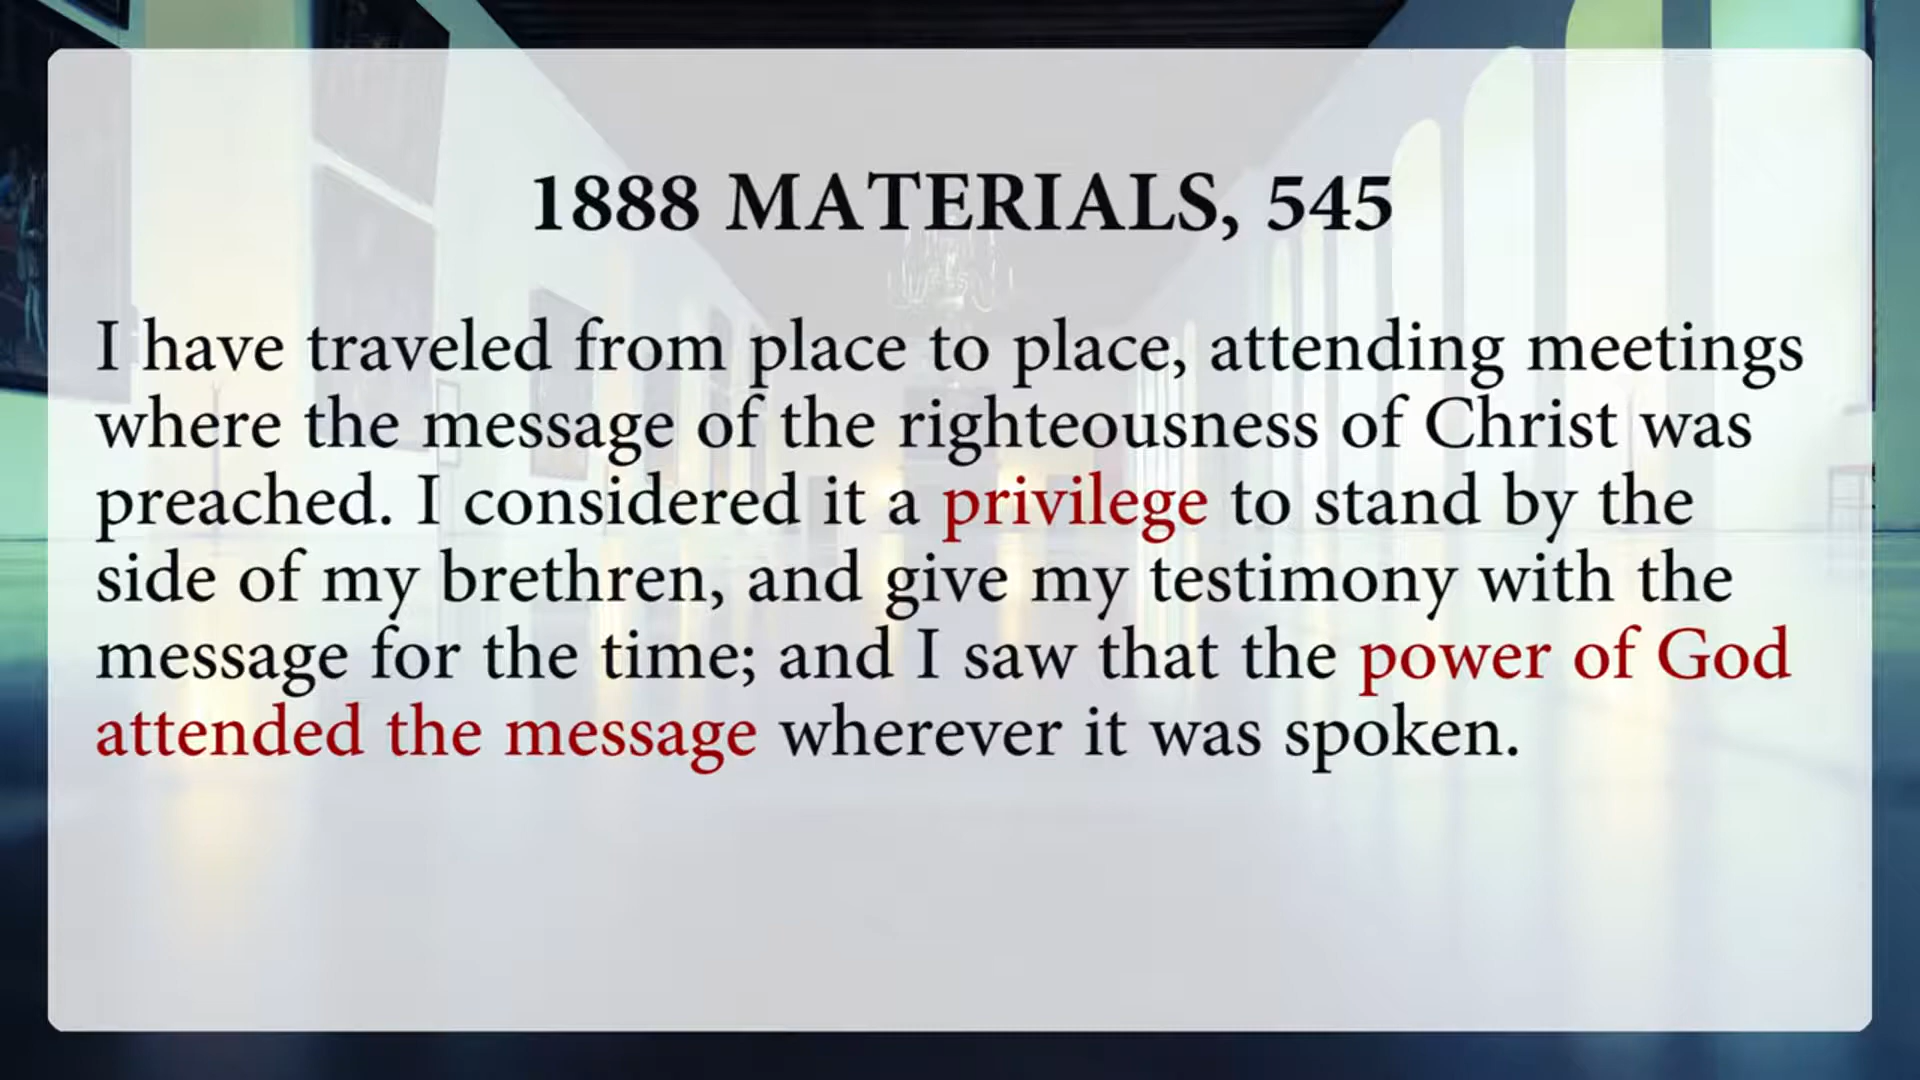 1888 MATERIALS, 545
I have traveled from place to place, attending meetings
where the message of the righteousness of Christ was
preached. I considered it a privilege to stand by the
side of my brethren, and give my testimony with the
message for the time; and I saw that the power of God
attended the message wherever it was spoken.